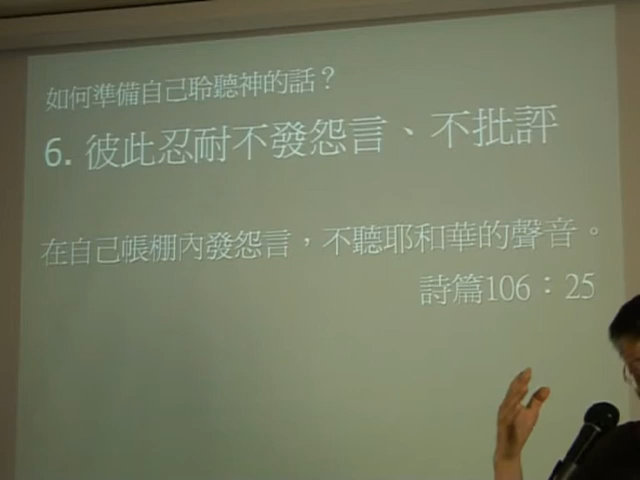 如何準備自己聆聽神的話？
6. 彼此忍耐不發怨言、不批評
在自己帳棚內發怨言，不聽耶和華的聲音。
詩篇106：25